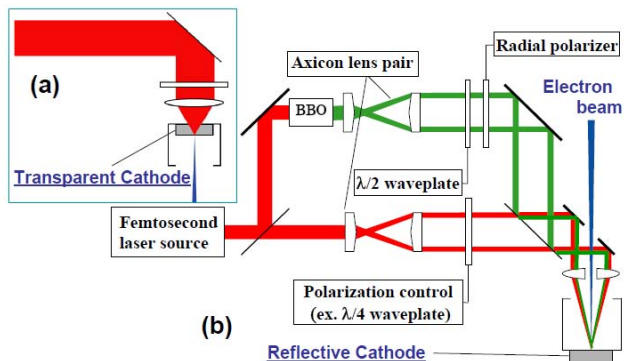 (a)
Transparent Cathode
Femtosecond
laser source
(b)
Axicon lens pair
BBO
Radial polarizer
λ/2 waveplate
Polarization control
(ex. λ/4 waveplate)
Electron
beam
Reflective Cathode